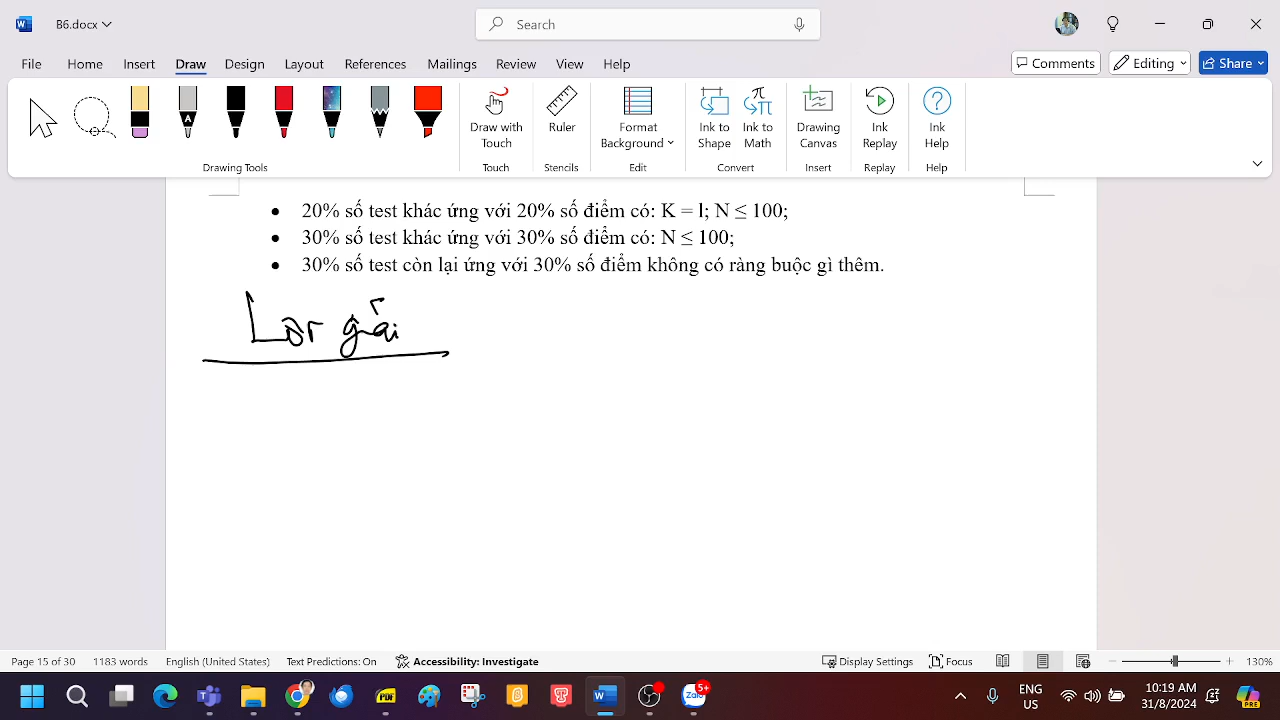 B6.docx
Search
File Home Insert Draw Design Layout References Mailings Review View Help
Comments Editing Share
Draw with Touch
Ruler
Format Background
Ink to Shape
Ink to Math
Drawing Canvas
Ink Replay
Ink Help
Drawing Tools Touch Stencils Edit Convert Insert Replay Help
• 20% số test khác ứng với 20% số điểm có: K = l; N ≤ 100;
• 30% số test khác ứng với 30% số điểm có: N ≤ 100;
• 30% số test còn lại ứng với 30% số điểm không có ràng buộc gì thêm.
Page 15 of 30 1183 words English (United States) Text Predictions: On Accessibility: Investigate Display Settings Focus 130%
PDF 5+ ENG US 10:19 AM 31/8/2024 PRE